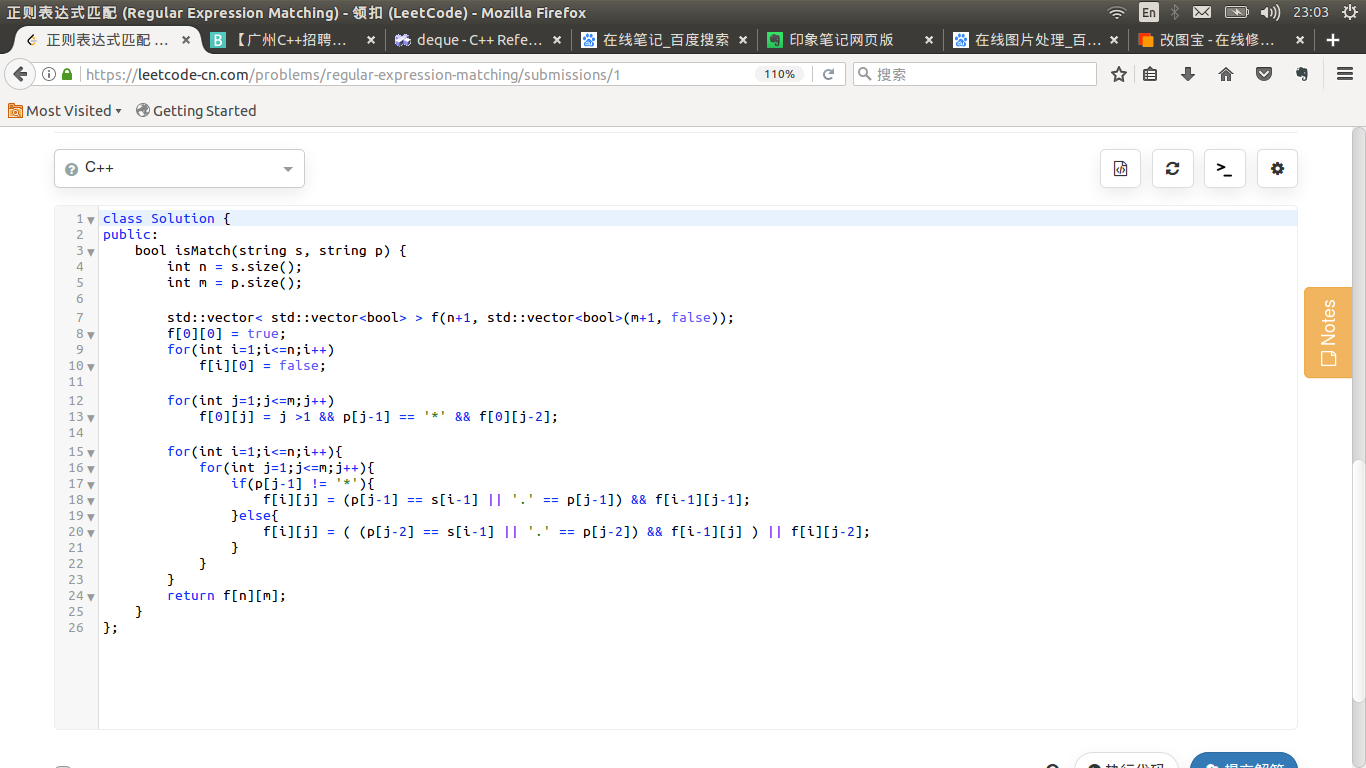 正则表达式匹配 (Regular Expression Matching) - 领扣 (LeetCode) - Mozilla Firefox
En
23:03
正则表达式匹配 ...
【广州C++招聘...
deque - C++ Refe...
在线笔记_百度搜索
印象笔记网页版
在线图片处理_百...
改图宝 - 在线修...
https://leetcode-cn.com/problems/regular-expression-matching/submissions/1
110%
搜索
Most Visited
Getting Started
C++
1 class Solution {
2 public:
3     bool isMatch(string s, string p) {
4         int n = s.size();
5         int m = p.size();
6
7         std::vector< std::vector<bool> > f(n+1, std::vector<bool>(m+1, false));
8         f[0][0] = true;
9         for(int i=1;i<=n;i++)
10             f[i][0] = false;
11
12         for(int j=1;j<=m;j++)
13             f[0][j] = j >1 && p[j-1] == '*' && f[0][j-2];
14
15         for(int i=1;i<=n;i++){
16             for(int j=1;j<=m;j++){
17                 if(p[j-1] != '*'){
18                     f[i][j] = (p[j-1] == s[i-1] || '.' == p[j-1]) && f[i-1][j-1];
19                 }else{
20                     f[i][j] = ( (p[j-2] == s[i-1] || '.' == p[j-2]) && f[i-1][j] ) || f[i][j-2];
21                 }
22             }
23         }
24         return f[n][m];
25     }
26 };
Notes
执行代码
提交解答